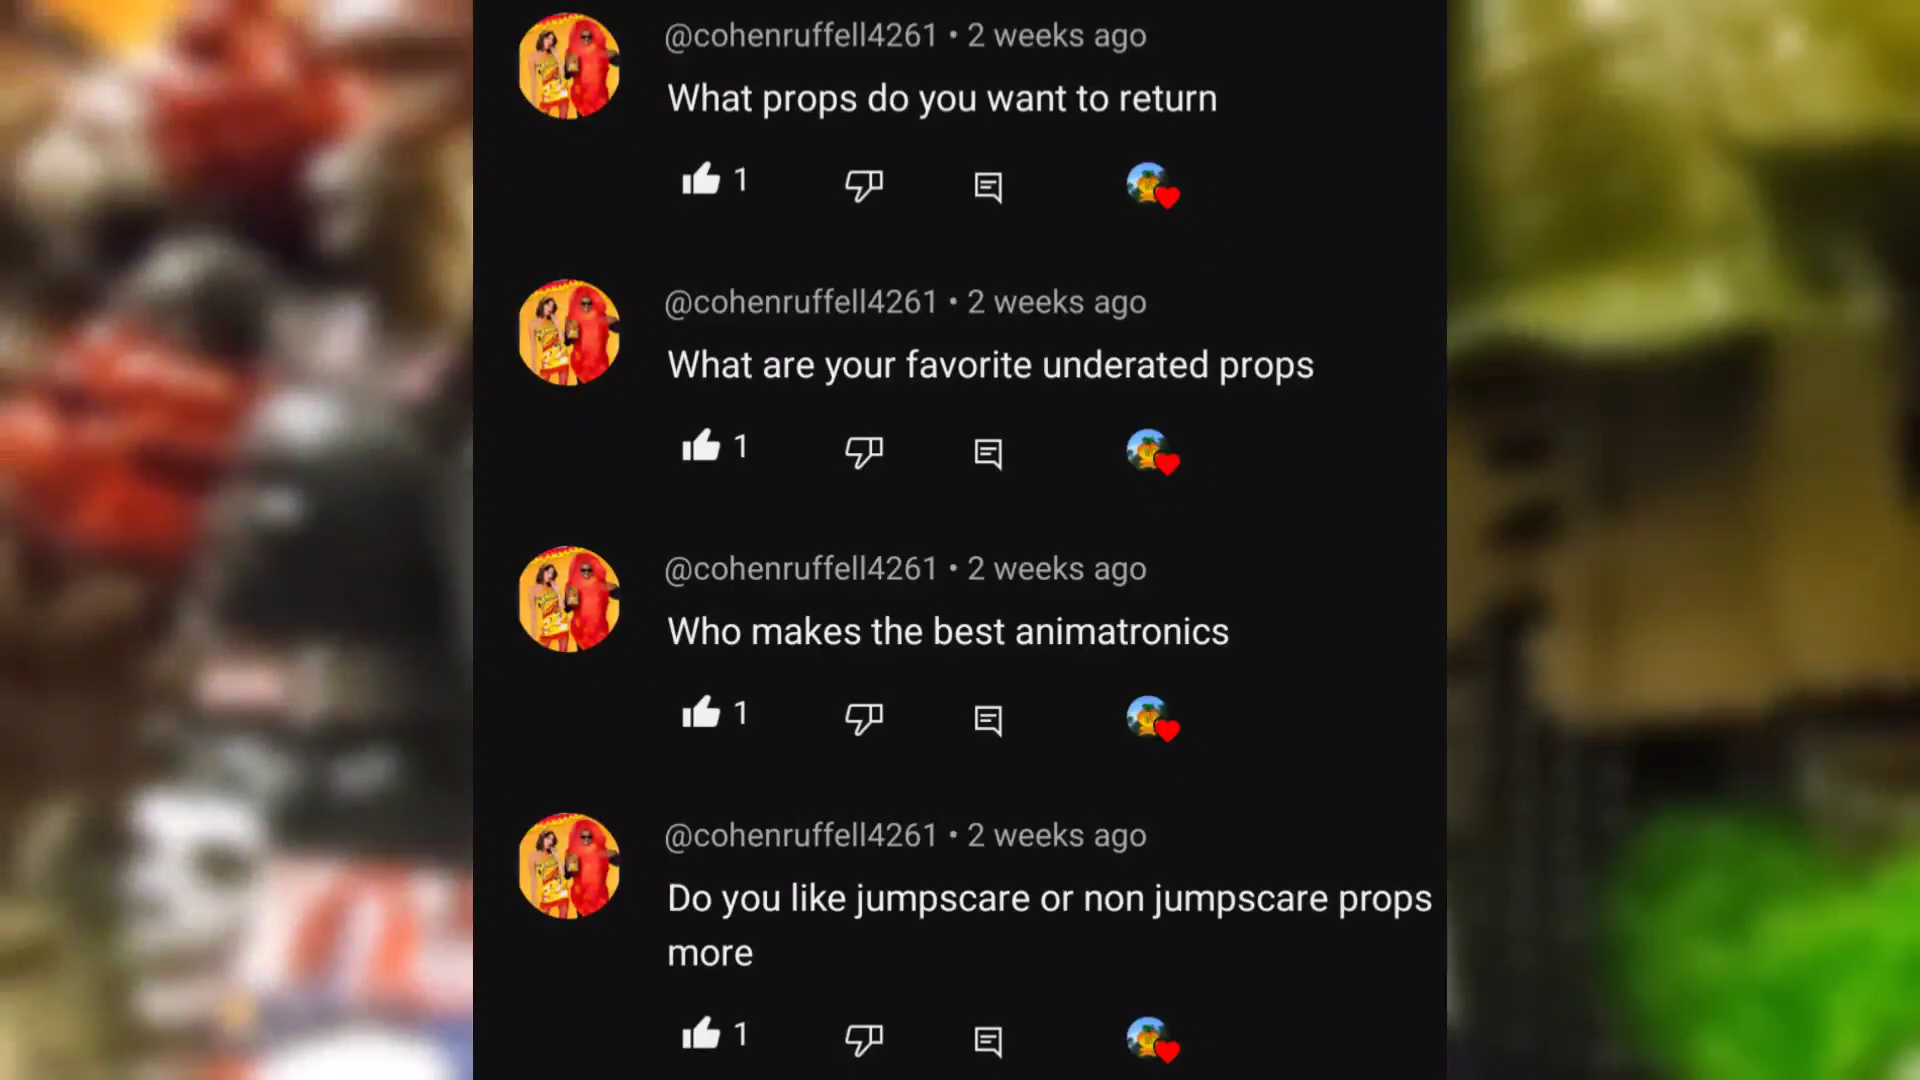 @cohenruffell4261 • 2 weeks ago
What props do you want to return
1
@cohenruffell4261 • 2 weeks ago
What are your favorite underated props
1
@cohenruffell4261 • 2 weeks ago
Who makes the best animatronics
1
@cohenruffell4261 • 2 weeks ago
Do you like jumpscare or non jumpscare props
more
1